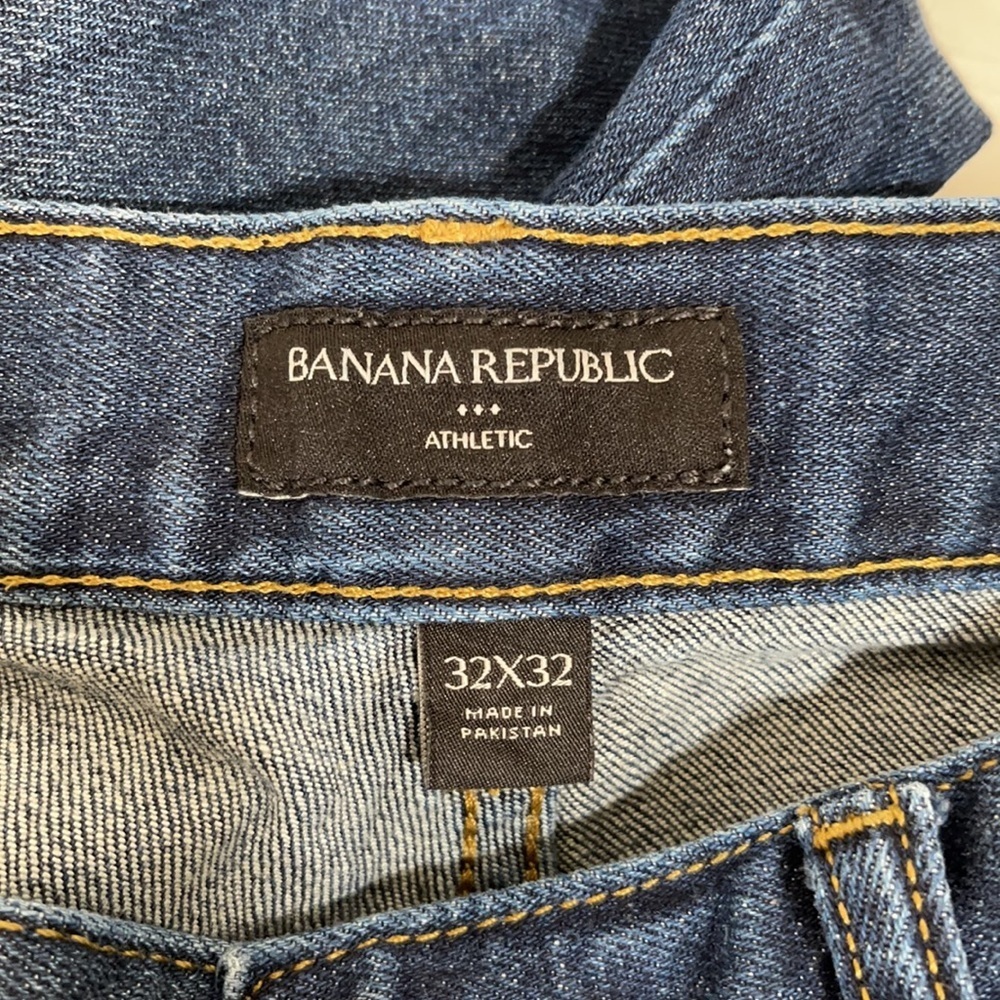 BANANA REPUBLIC
ATHLETIC
32X32
MADE IN
PAKISTAN